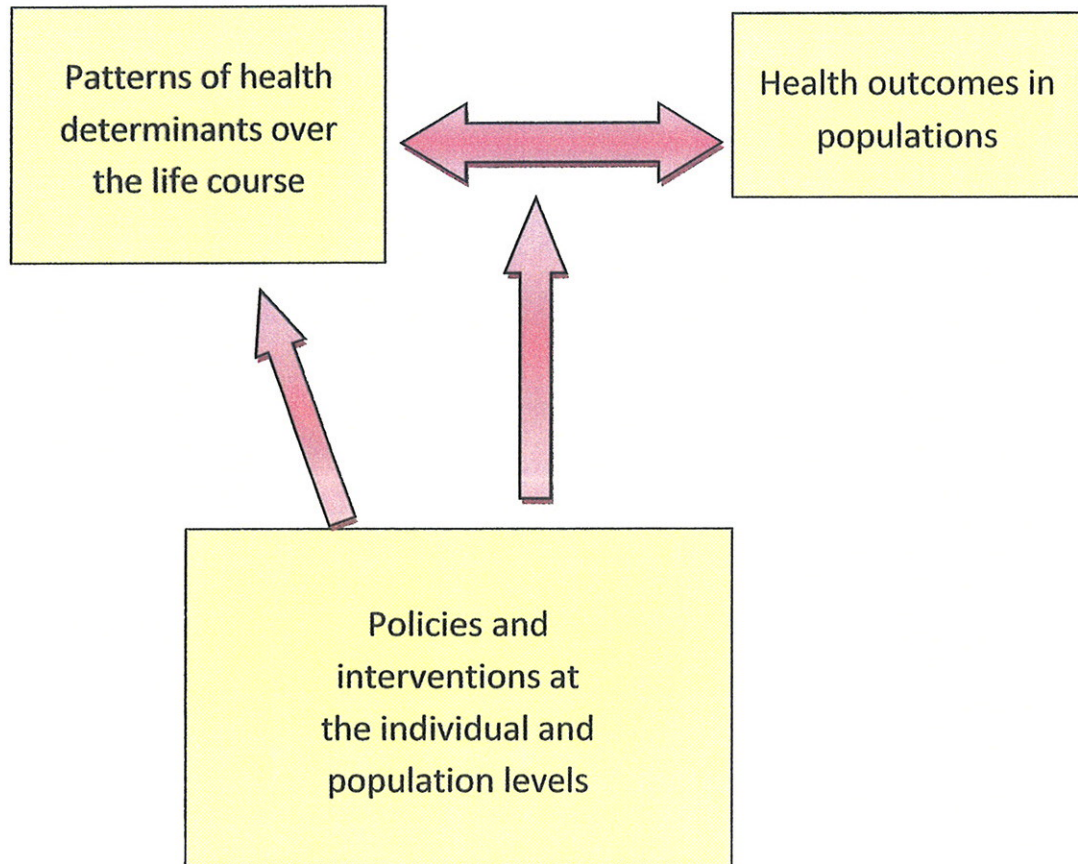 Patterns of health
determinants over
the life course
Health outcomes in
populations
Policies and
interventions at
the individual and
population levels